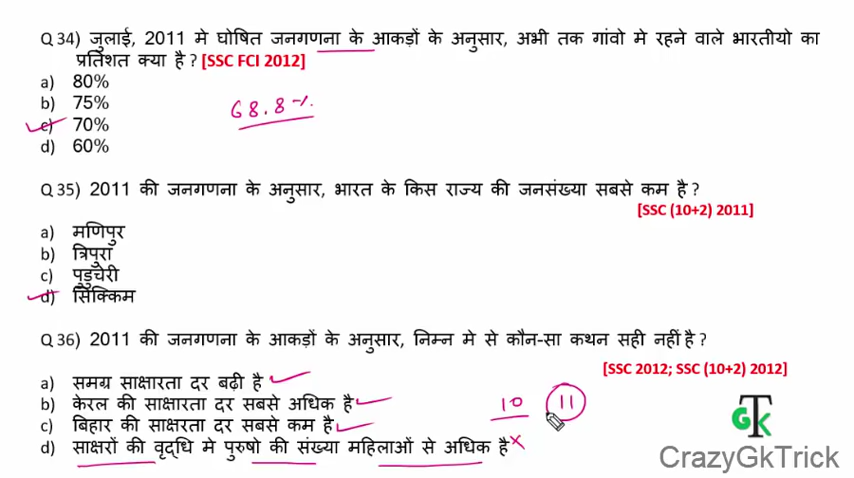 Q 34) जुलाई, 2011 मे घोषित जनगणना के आकड़ों के अनुसार, अभी तक गांवो मे रहने वाले भारतीयो का
प्रतिशत क्या है ? [SSC FCI 2012]
a) 80%
b) 75%
68.8%
c) 70%
d) 60%
Q 35) 2011 की जनगणना के अनुसार, भारत के किस राज्य की जनसंख्या सबसे कम है ?
[SSC (10+2) 2011]
a) मणिपुर
b) त्रिपुरा
c) पुडुचेरी
d) सिक्किम
Q 36) 2011 की जनगणना के आकड़ों के अनुसार, निम्न मे से कौन-सा कथन सही नहीं है ?
[SSC 2012; SSC (10+2) 2012]
a) समग्र साक्षारता दर बढ़ी है
b) केरल की साक्षारता दर सबसे अधिक है
10 11
c) बिहार की साक्षरता दर सबसे कम है
d) साक्षरों की वृद्धि मे पुरुषो की संख्या महिलाओं से अधिक है
GTK
CrazyGkTrick